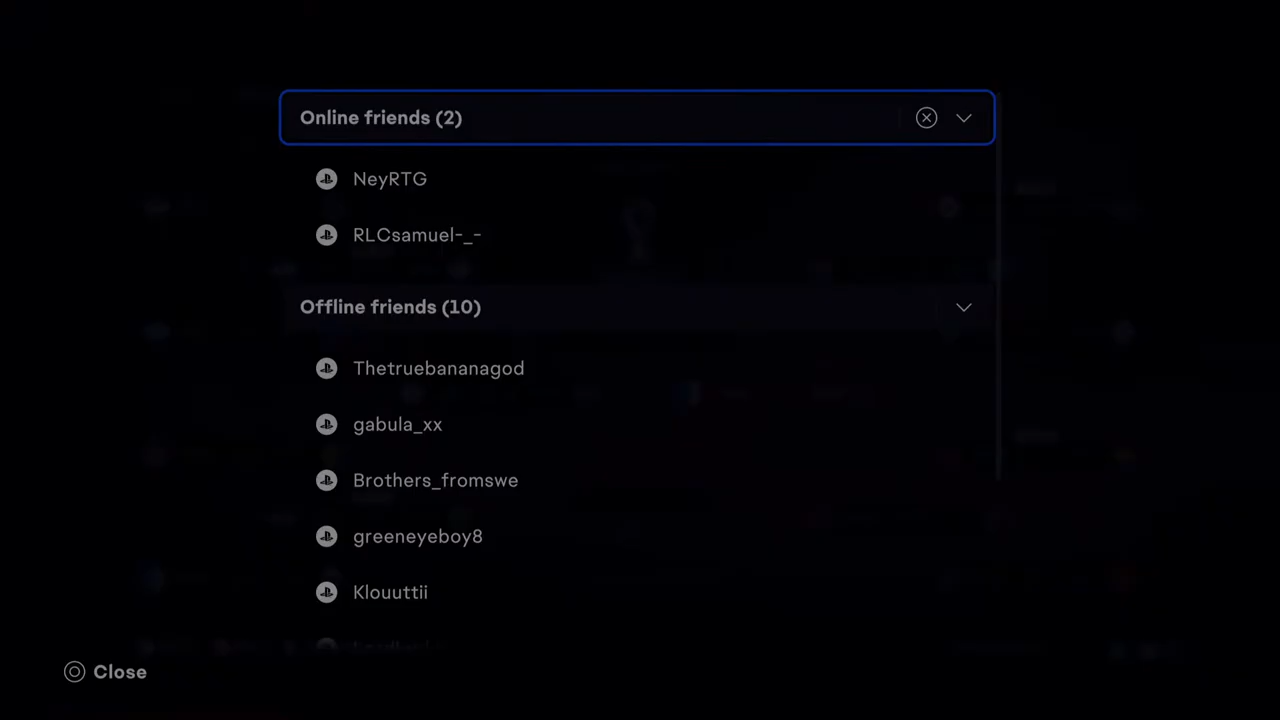 Online friends (2)
NeyRTG
RLCsamuel-_-
Offline friends (10)
Thetruebananagod
gabula_xx
Brothers_fromswe
greeneyeboy8
Klouuttii
Close